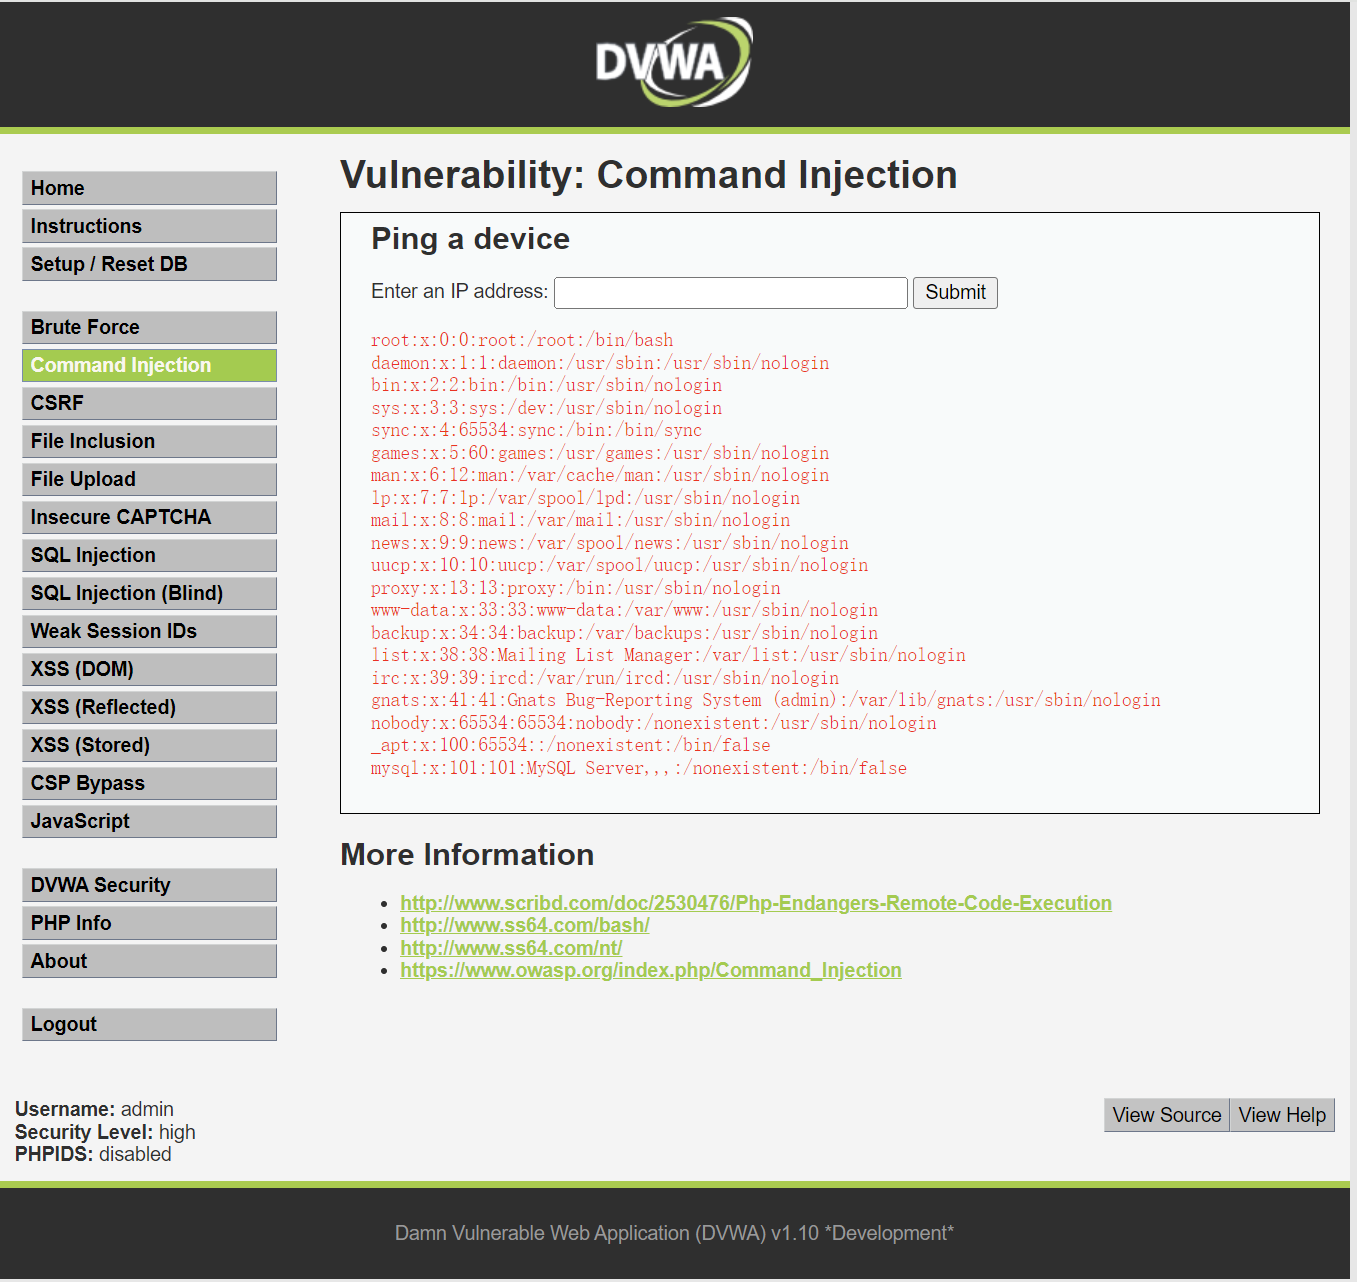 DVWA
Home
Instructions
Setup / Reset DB
Brute Force
Command Injection
CSRF
File Inclusion
File Upload
Insecure CAPTCHA
SQL Injection
SQL Injection (Blind)
Weak Session IDs
XSS (DOM)
XSS (Reflected)
XSS (Stored)
CSP Bypass
JavaScript
DVWA Security
PHP Info
About
Logout
Vulnerability: Command Injection
Ping a device
Enter an IP address: Submit
root:x:0:0:root:/root:/bin/bash
daemon:x:1:1:daemon:/usr/sbin:/usr/sbin/nologin
bin:x:2:2:bin:/bin:/usr/sbin/nologin
sys:x:3:3:sys:/dev:/usr/sbin/nologin
sync:x:4:65534:sync:/bin:/bin/sync
games:x:5:60:games:/usr/games:/usr/sbin/nologin
man:x:6:12:man:/var/cache/man:/usr/sbin/nologin
lp:x:7:7:lp:/var/spool/lpd:/usr/sbin/nologin
mail:x:8:8:mail:/var/mail:/usr/sbin/nologin
news:x:9:9:news:/var/spool/news:/usr/sbin/nologin
uucp:x:10:10:uucp:/var/spool/uucp:/usr/sbin/nologin
proxy:x:13:13:proxy:/bin:/usr/sbin/nologin
www-data:x:33:33:www-data:/var/www:/usr/sbin/nologin
backup:x:34:34:backup:/var/backups:/usr/sbin/nologin
list:x:38:38:Mailing List Manager:/var/list:/usr/sbin/nologin
irc:x:39:39:ircd:/var/run/ircd:/usr/sbin/nologin
gnats:x:41:41:Gnats Bug-Reporting System (admin):/var/lib/gnats:/usr/sbin/nologin
nobody:x:65534:65534:nobody:/nonexistent:/usr/sbin/nologin
_apt:x:100:65534::/nonexistent:/bin/false
mysql:x:101:101:MySQL Server,,,:/nonexistent:/bin/false
More Information
http://www.scribd.com/doc/2530476/Php-Endangers-Remote-Code-Execution
http://www.ss64.com/bash/
http://www.ss64.com/nt/
https://www.owasp.org/index.php/Command_Injection
Username: admin
Security Level: high
PHPIDS: disabled
View Source View Help
Damn Vulnerable Web Application (DVWA) v1.10 *Development*